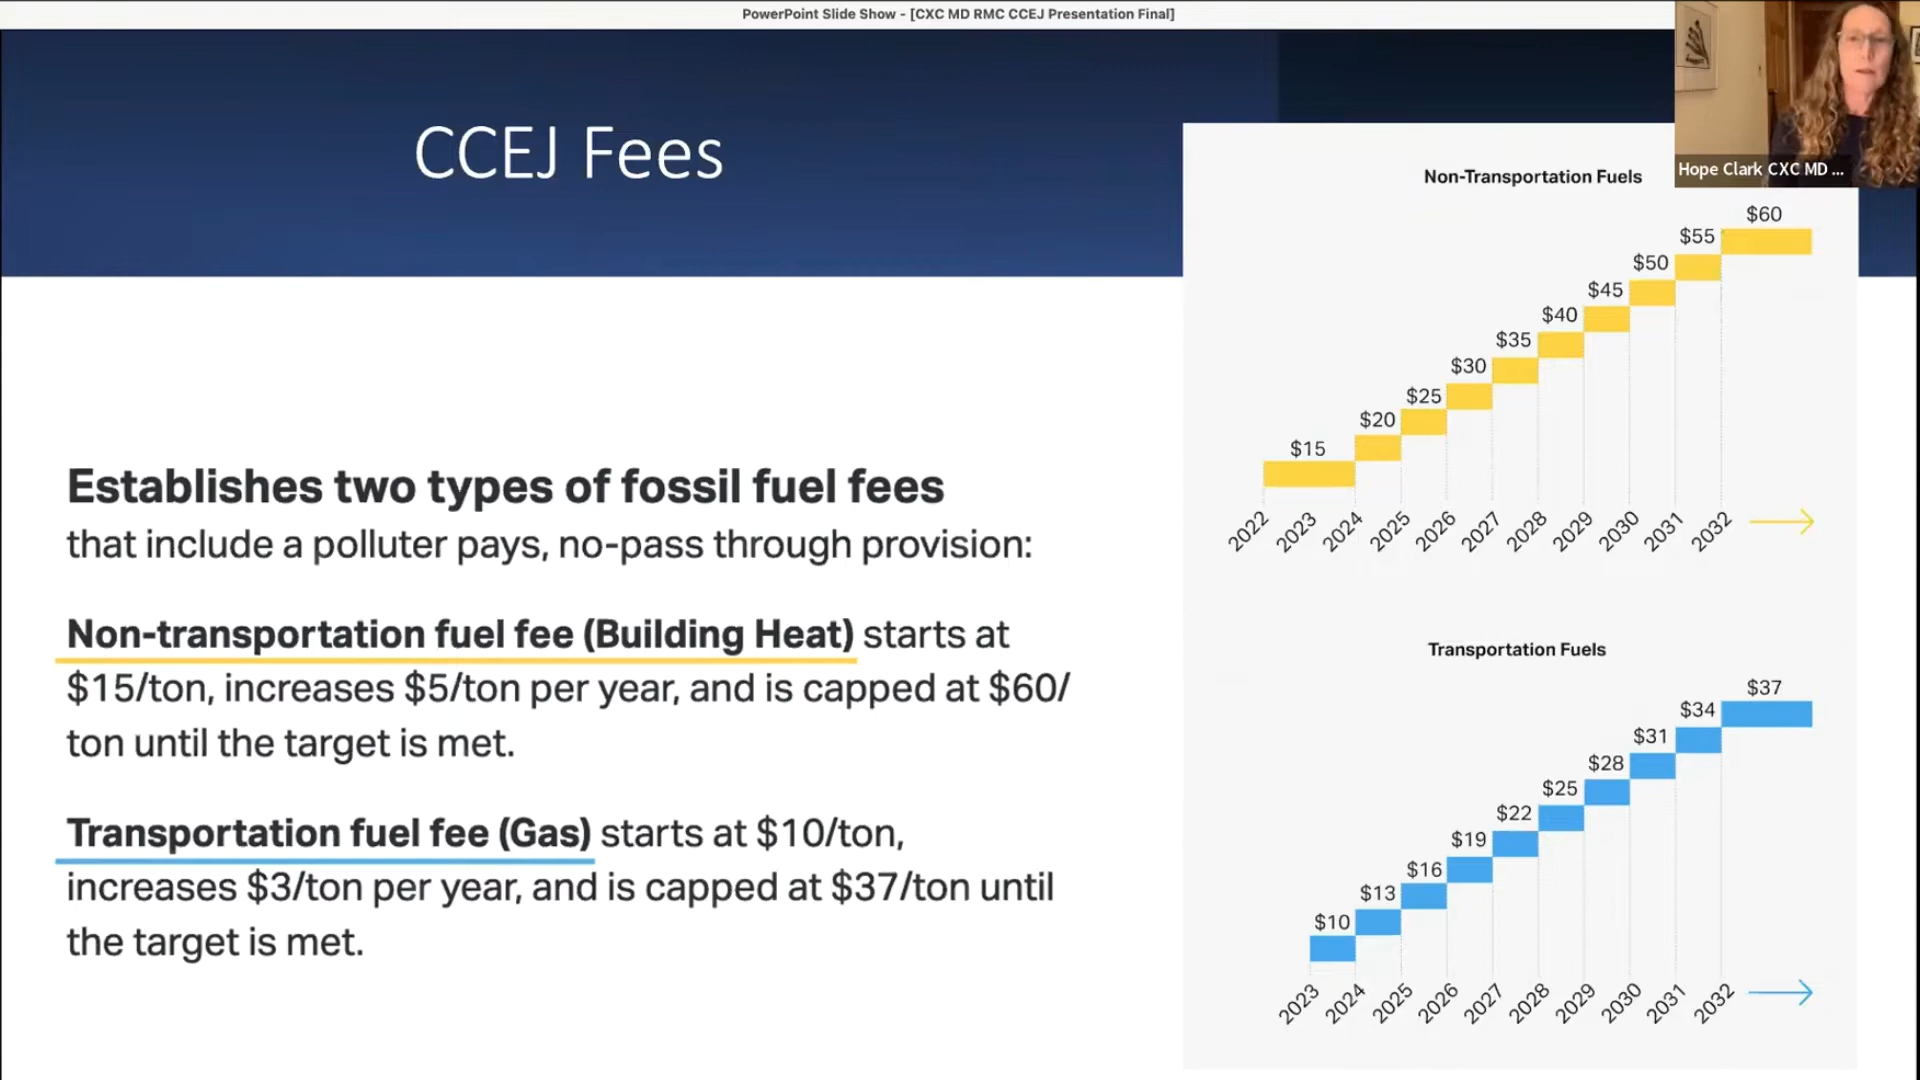 PowerPoint Slide Show - [CXC MD RMC CCEJ Presentation Final]
Hope Clark CXC MD ...
CCEJ Fees
Establishes two types of fossil fuel fees
that include a polluter pays, no-pass through provision:
Non-transportation fuel fee (Building Heat) starts at
$15/ton, increases $5/ton per year, and is capped at $60/
ton until the target is met.
Transportation fuel fee (Gas) starts at $10/ton,
increases $3/ton per year, and is capped at $37/ton until
the target is met.
Non-Transportation Fuels
$15 $20 $25 $30 $35 $40 $45 $50 $55 $60
2022 2023 2024 2025 2026 2027 2028 2029 2030 2031 2032
Transportation Fuels
$10 $13 $16 $19 $22 $25 $28 $31 $34 $37
2023 2024 2025 2026 2027 2028 2029 2030 2031 2032